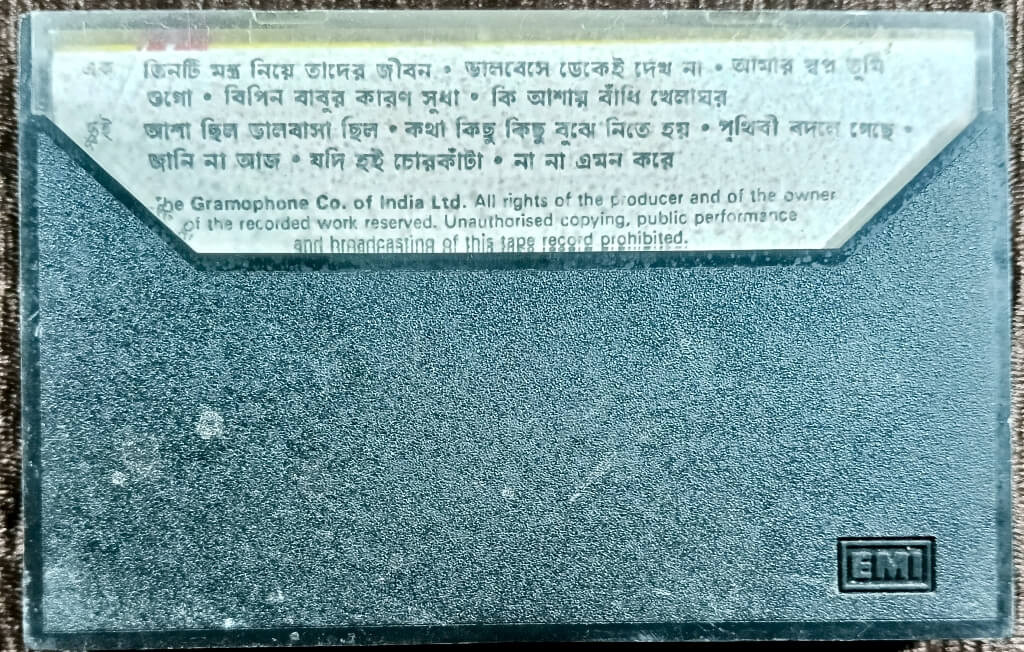 এক তিনটি মন্ত্র নিয়ে তাদের জীবন • ভালবেসে ডেকেই দেখ না • আমার স্বপ্ন তুমি
ওগো • বিপিন বাবুর কারণ সুধা • কি আশায় বাঁধি খেলাঘর
দুই আশা ছিল ভালবাসা ছিল • কথা কিছু কিছু বুঝে নিতে হয় • পৃথিবী বদলে গেছে •
জানি না আজ • যদি হই চোরকাঁটা • না না এমন করে
The Gramophone Co. of India Ltd. All rights of the producer and of the owner
of the recorded work reserved. Unauthorised copying, public performance
and broadcasting of this tape record prohibited.
EMI